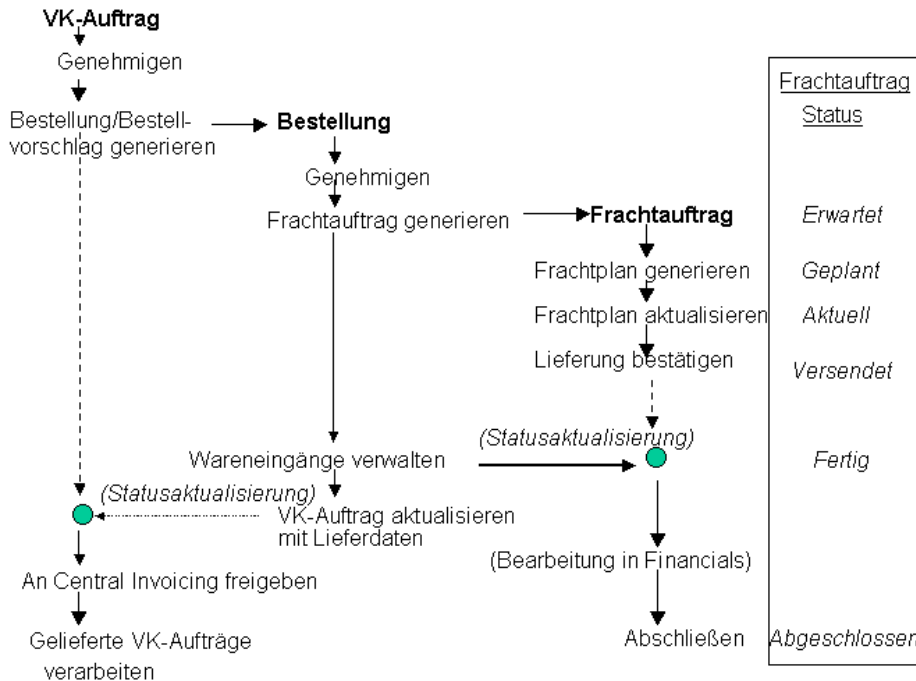 VK-Auftrag
Genehmigen
Bestellung/Bestell-
vorschlag generieren
Bestellung
Genehmigen
Frachtauftrag generieren
Frachtauftrag
Frachtplan generieren
Frachtplan aktualisieren
Lieferung bestätigen
(Statusaktualisierung)
Wareneingänge verwalten
(Statusaktualisierung)
VK-Auftrag aktualisieren
mit Lieferdaten
(Bearbeitung in Financials)
An Central Invoicing freigeben
Gelieferte VK-Aufträge
verarbeiten
Abschließen
Frachtauftrag
Status
Erwartet
Geplant
Aktuell
Versendet
Fertig
Abgeschlossen